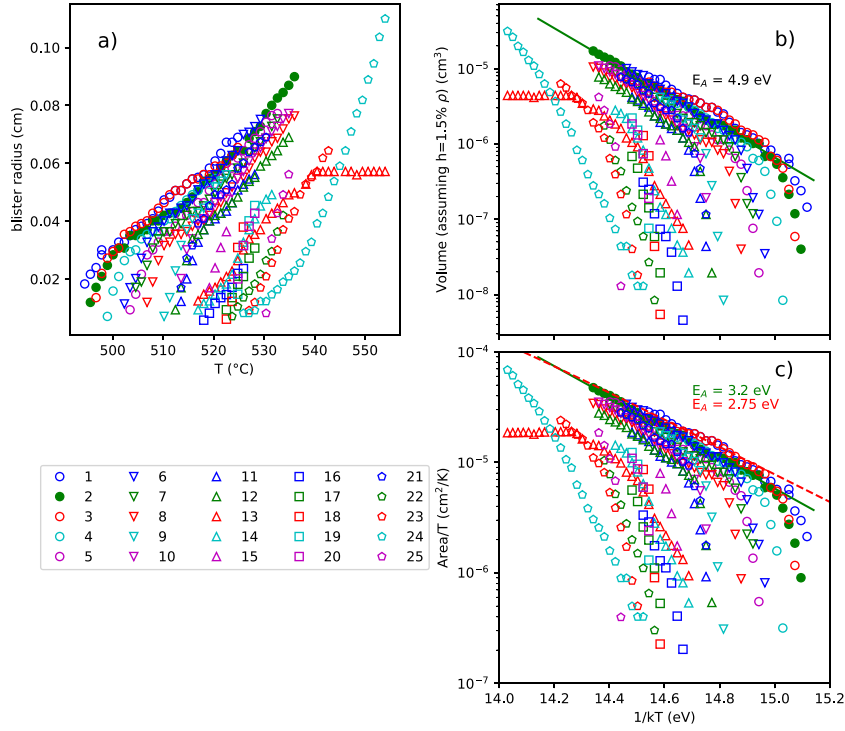 a)
0.10
0.08
0.06
0.04
0.02
blister radius (cm)
500 510 520 530 540 550
T (°C)
b)
E_A = 4.9 eV
10⁻⁵
10⁻⁶
10⁻⁷
10⁻⁸
Volume (assuming h=1.5% ρ) (cm³)
c)
E_A = 3.2 eV
E_A = 2.75 eV
10⁻⁴
10⁻⁵
10⁻⁶
10⁻⁷
Area/T (cm²/K)
14.0 14.2 14.4 14.6 14.8 15.0 15.2
1/kT (eV)
1 6 11 16 21
2 7 12 17 22
3 8 13 18 23
4 9 14 19 24
5 10 15 20 25